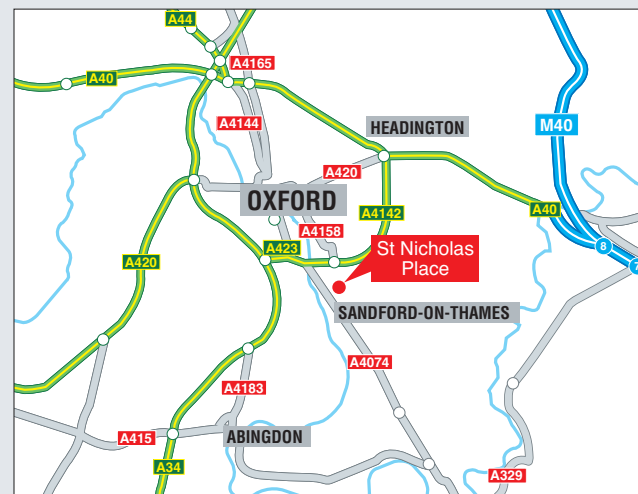 A44
A4165
A40
A4144
HEADINGTON
M40
A420
OXFORD
A4142
A40
A4158
A423
St Nicholas
Place
8
7
A420
SANDFORD-ON-THAMES
A4074
A4183
A415
ABINGDON
A34
A329